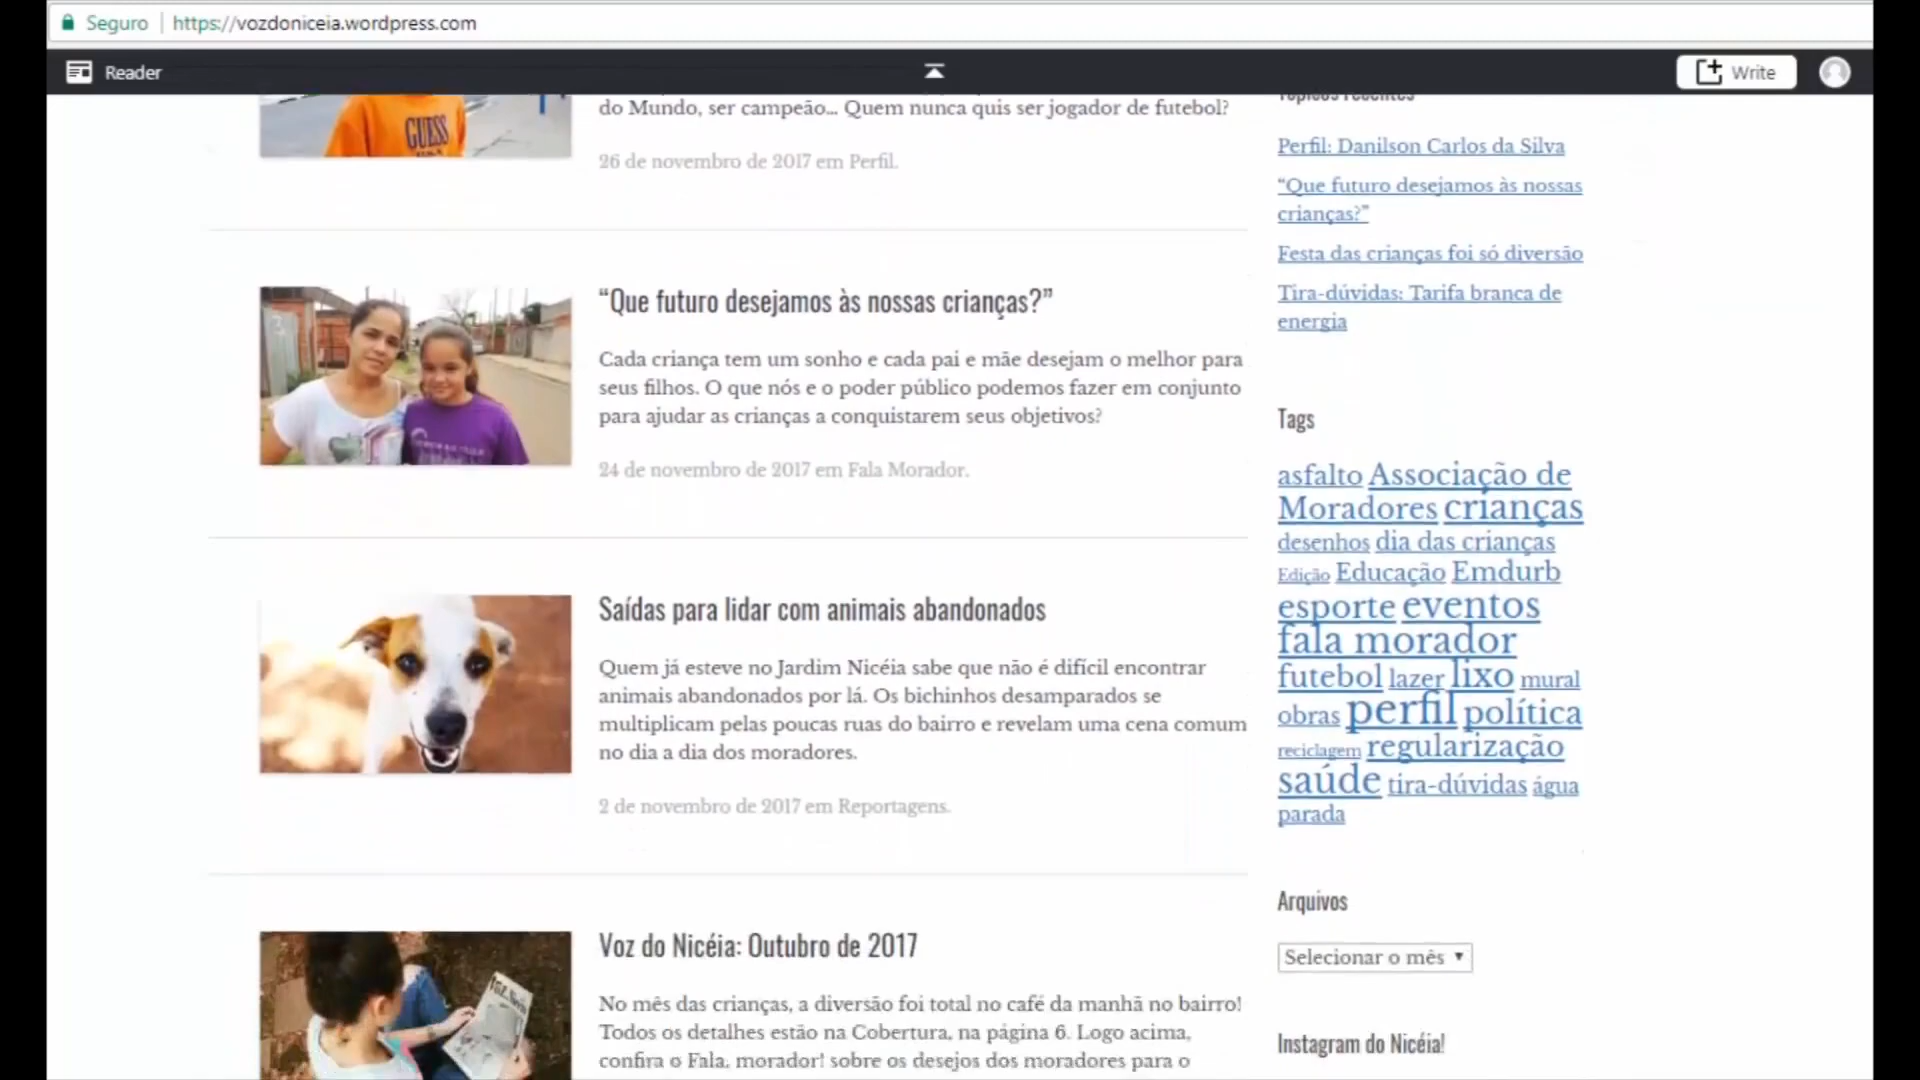 Seguro
https://vozdoniceia.wordpress.com
Reader
Write
GUESS
do Mundo, ser campeão... Quem nunca quis ser jogador de futebol?
26 de novembro de 2017 em Perfil.
“Que futuro desejamos às nossas crianças?”
Cada criança tem um sonho e cada pai e mãe desejam o melhor para
seus filhos. O que nós e o poder público podemos fazer em conjunto
para ajudar as crianças a conquistarem seus objetivos?
24 de novembro de 2017 em Fala Morador.
Saídas para lidar com animais abandonados
Quem já esteve no Jardim Nicéia sabe que não é difícil encontrar
animais abandonados por lá. Os bichinhos desamparados se
multiplicam pelas poucas ruas do bairro e revelam uma cena comum
no dia a dia dos moradores.
2 de novembro de 2017 em Reportagens.
Voz do Nicéia: Outubro de 2017
No mês das crianças, a diversão foi total no café da manhã no bairro!
Todos os detalhes estão na Cobertura, na página 6. Logo acima,
confira o Fala, morador! sobre os desejos dos moradores para o
Tópicos recentes
Perfil: Danilson Carlos da Silva
“Que futuro desejamos às nossas
crianças?”
Festa das crianças foi só diversão
Tira-dúvidas: Tarifa branca de
energia
Tags
asfalto Associação de
Moradores crianças
desenhos dia das crianças
Edição Educação Emdurb
esporte eventos
fala morador
futebol lazer lixo mural
obras perfil política
reciclagem regularização
saúde tira-dúvidas água
parada
Arquivos
Selecionar o mês
Instagram do Nicéia!